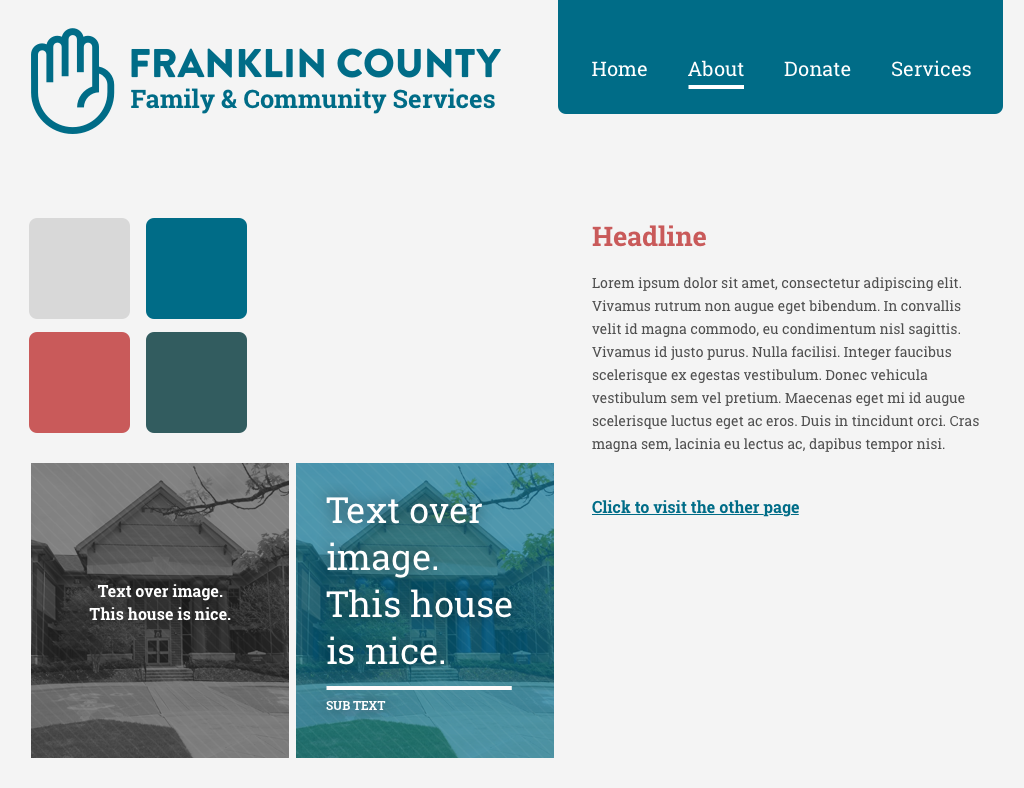 FRANKLIN COUNTY
Family & Community Services
Home About Donate Services
Headline
Lorem ipsum dolor sit amet, consectetur adipiscing elit.
Vivamus rutrum non augue eget bibendum. In convallis
velit id magna commodo, eu condimentum nisl sagittis.
Vivamus id justo purus. Nulla facilisi. Integer faucibus
scelerisque ex egestas vestibulum. Donec vehicula
vestibulum sem vel pretium. Maecenas eget mi id augue
scelerisque luctus eget ac eros. Duis in tincidunt orci. Cras
magna sem, lacinia eu lectus ac, dapibus tempor nisi.
Click to visit the other page
Text over image.
This house is nice.
Text over
image.
This house
is nice.
SUB TEXT